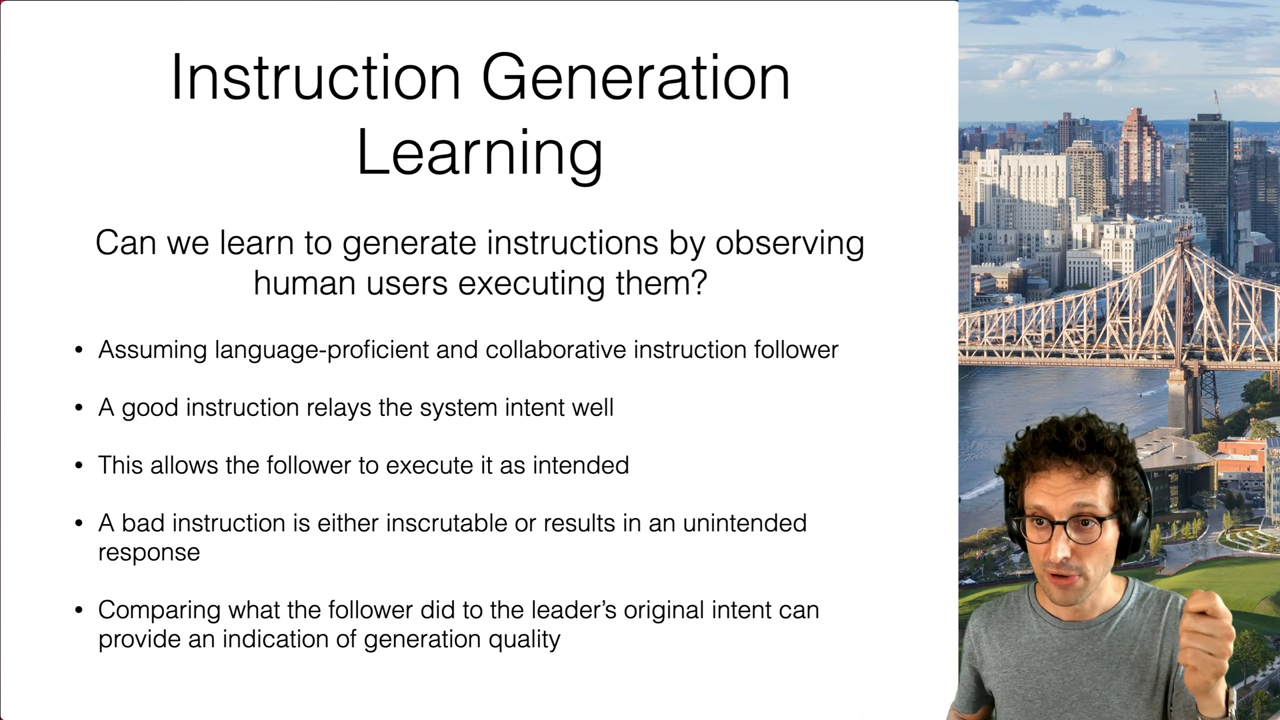 Instruction Generation
Learning
Can we learn to generate instructions by observing
human users executing them?
• Assuming language-proficient and collaborative instruction follower
• A good instruction relays the system intent well
• This allows the follower to execute it as intended
• A bad instruction is either inscrutable or results in an unintended
response
• Comparing what the follower did to the leader's original intent can
provide an indication of generation quality